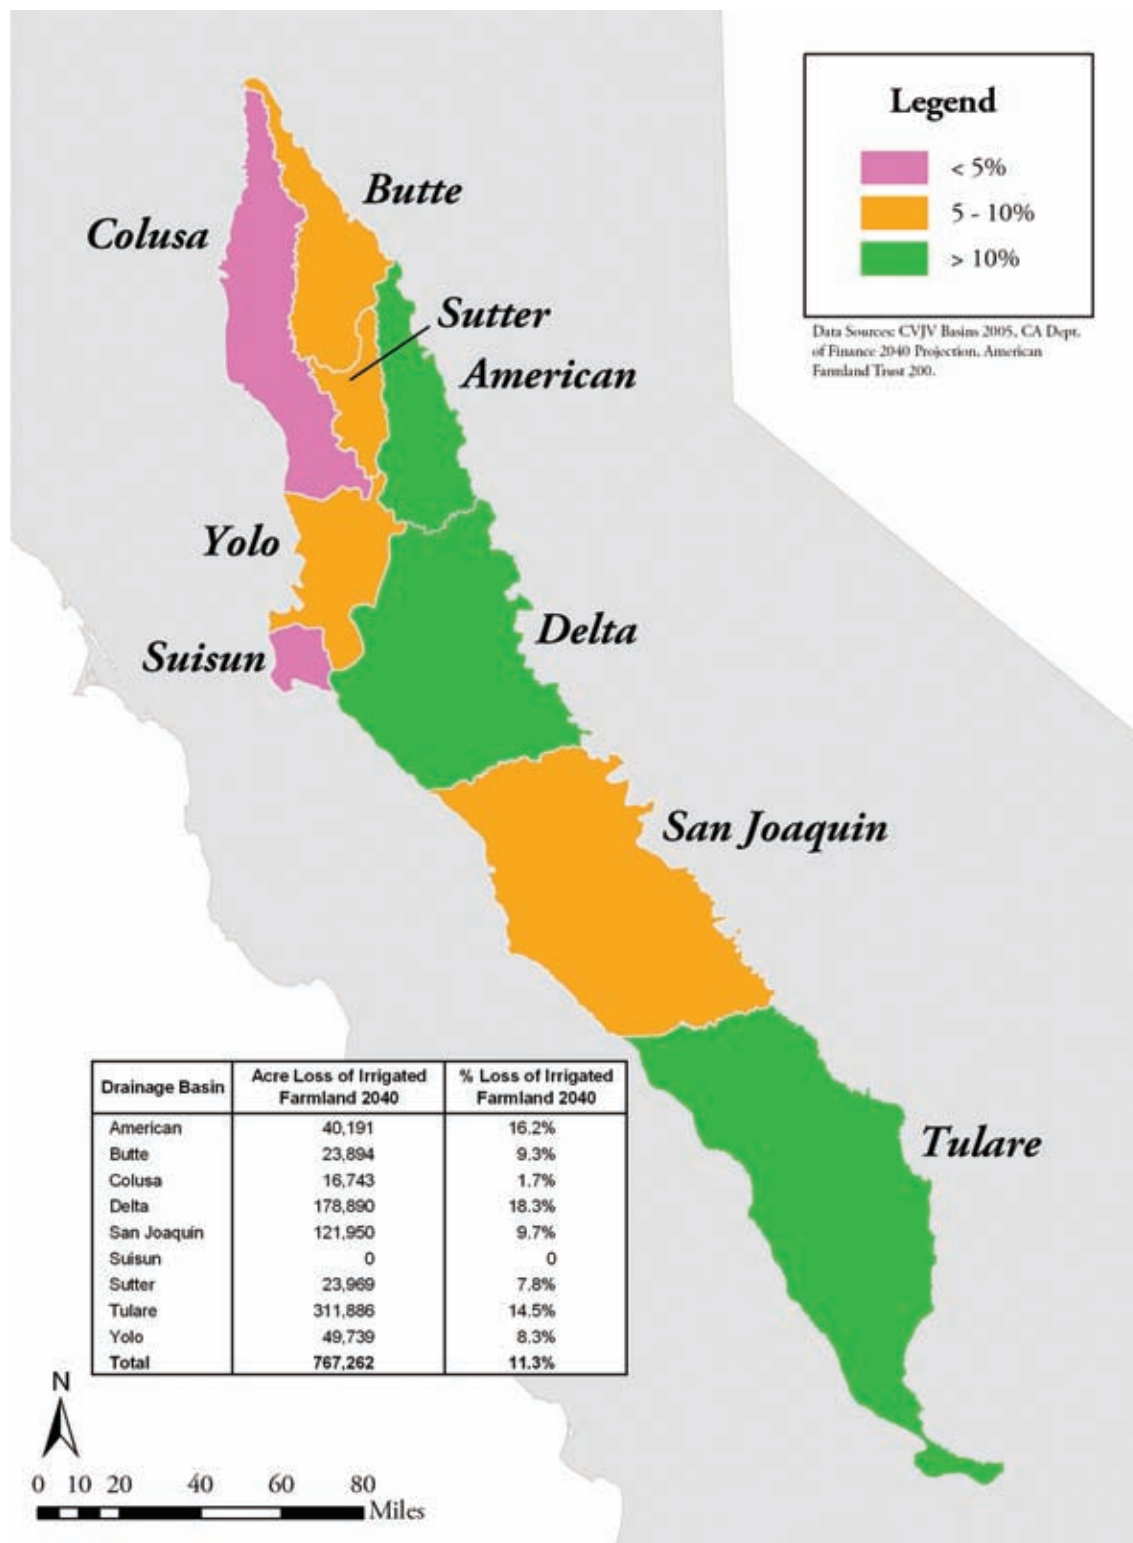 Legend
< 5%
5 - 10%
> 10%
Data Sources: CVJV Basins 2005, CA Dept.
of Finance 2040 Projection, American
Farmland Trust 200.
Butte
Colusa
Sutter
American
Yolo
Delta
Suisun
San Joaquin
Tulare
Drainage Basin Acre Loss of Irrigated Farmland 2040 % Loss of Irrigated Farmland 2040
American 40,191 16.2%
Butte 23,894 9.3%
Colusa 16,743 1.7%
Delta 178,890 18.3%
San Joaquin 121,950 9.7%
Suisun 0 0
Sutter 23,969 7.8%
Tulare 311,886 14.5%
Yolo 49,739 8.3%
Total 767,262 11.3%
N
0 10 20 40 60 80
Miles